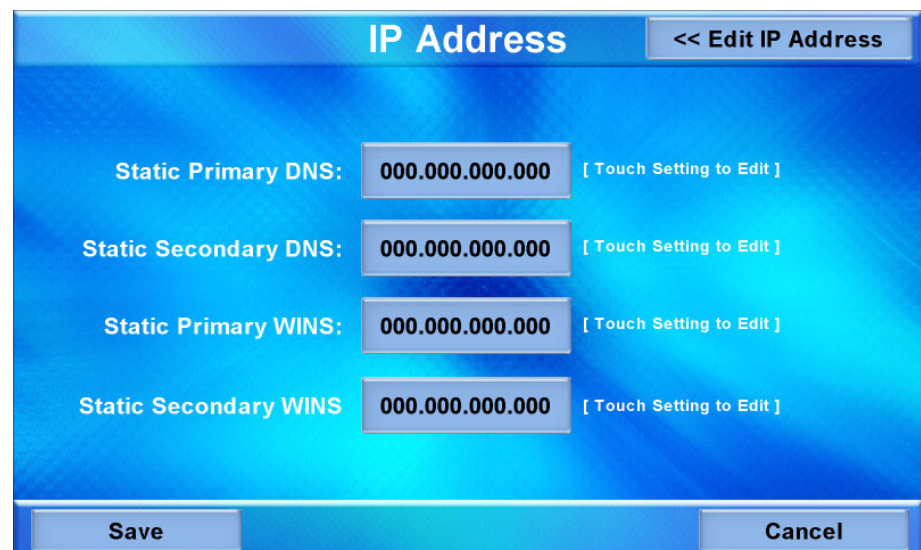 IP Address
<< Edit IP Address
Static Primary DNS: 000.000.000.000 [ Touch Setting to Edit ]
Static Secondary DNS: 000.000.000.000 [ Touch Setting to Edit ]
Static Primary WINS: 000.000.000.000 [ Touch Setting to Edit ]
Static Secondary WINS 000.000.000.000 [ Touch Setting to Edit ]
Save
Cancel